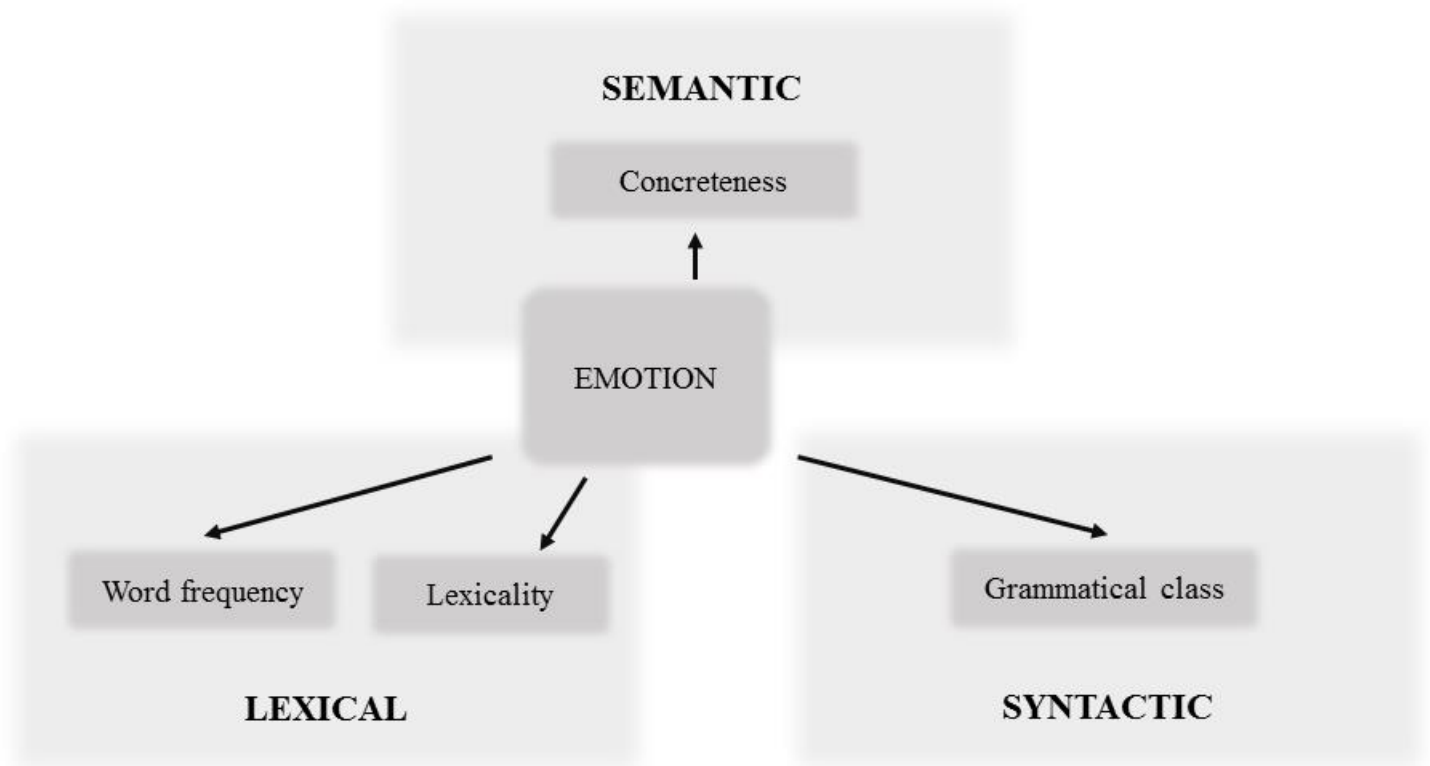 SEMANTIC
Concreteness
EMOTION
Word frequency
Lexicality
LEXICAL
Grammatical class
SYNTACTIC